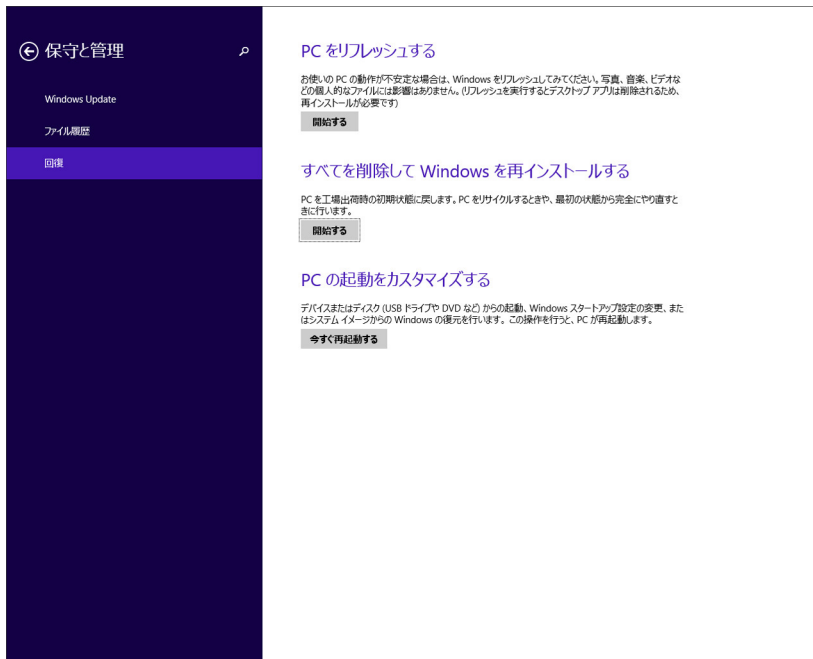 保守と管理
Windows Update
ファイル履歴
回復
PC をリフレッシュする
お使いの PC の動作が不安定な場合は、Windows をリフレッシュしてみてください。写真、音楽、ビデオな
どの個人的なファイルには影響はありません。(リフレッシュを実行するとデスクトップ アプリは削除されるため、
再インストールが必要です)
開始する
すべてを削除して Windows を再インストールする
PC を工場出荷時の初期状態に戻します。PC をリサイクルするときや、最初の状態から完全にやり直すと
きに行います。
開始する
PC の起動をカスタマイズする
デバイスまたはディスク (USB ドライブや DVD など) からの起動、Windows スタートアップ設定の変更、また
はシステム イメージからの Windows の復元を行います。この操作を行うと、PC が再起動します。
今すぐ再起動する